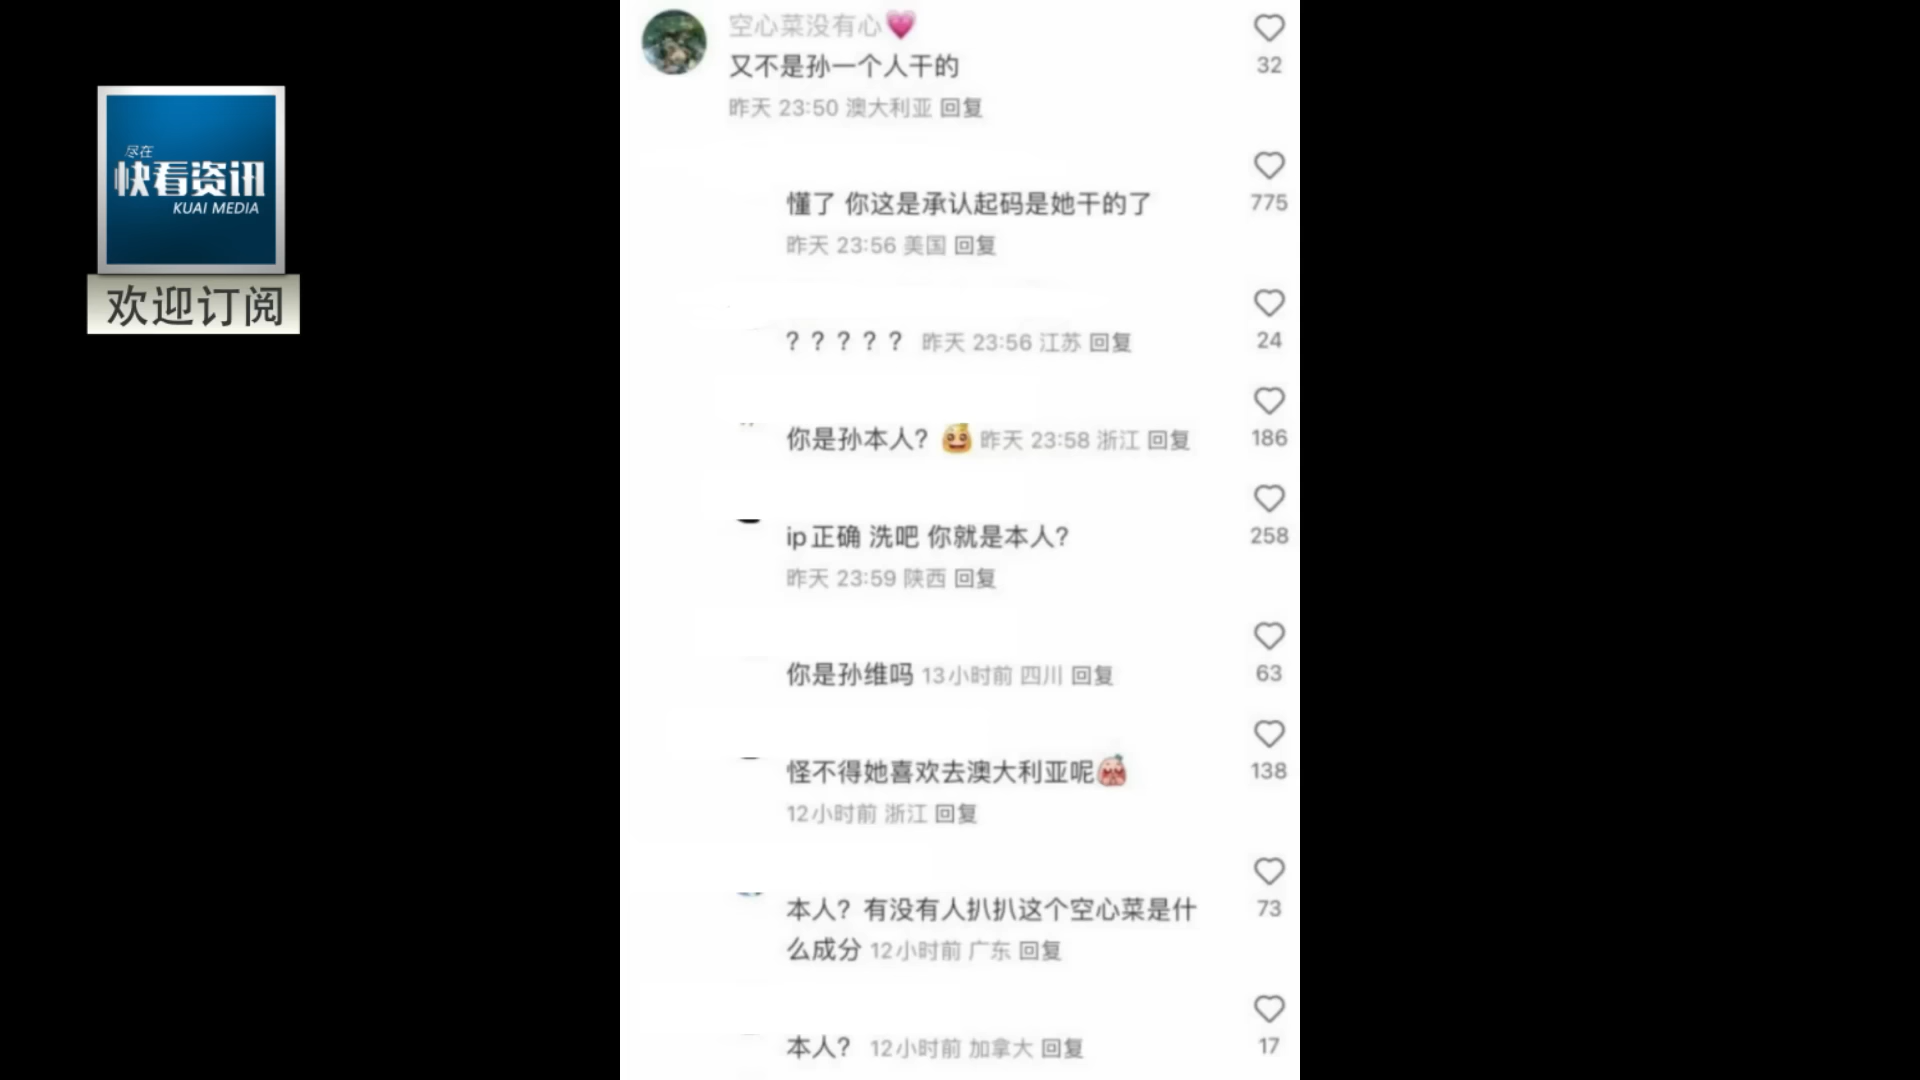 尽在
快看资讯
KUAI MEDIA
欢迎订阅
空心菜没有心
32
又不是孙一个人干的
昨天 23:50 澳大利亚 回复
懂了 你这是承认起码是她干的了
775
昨天 23:56 美国 回复
？？？？？ 昨天 23:56 江苏 回复
24
你是孙本人？ 昨天 23:58 浙江 回复
186
ip正确 洗吧 你就是本人？
258
昨天 23:59 陕西 回复
你是孙维吗 13小时前 四川 回复
63
怪不得她喜欢去澳大利亚呢
138
12小时前 浙江 回复
本人？有没有人扒扒这个空心菜是什
73
么成分 12小时前 广东 回复
本人？ 12小时前 加拿大 回复
17